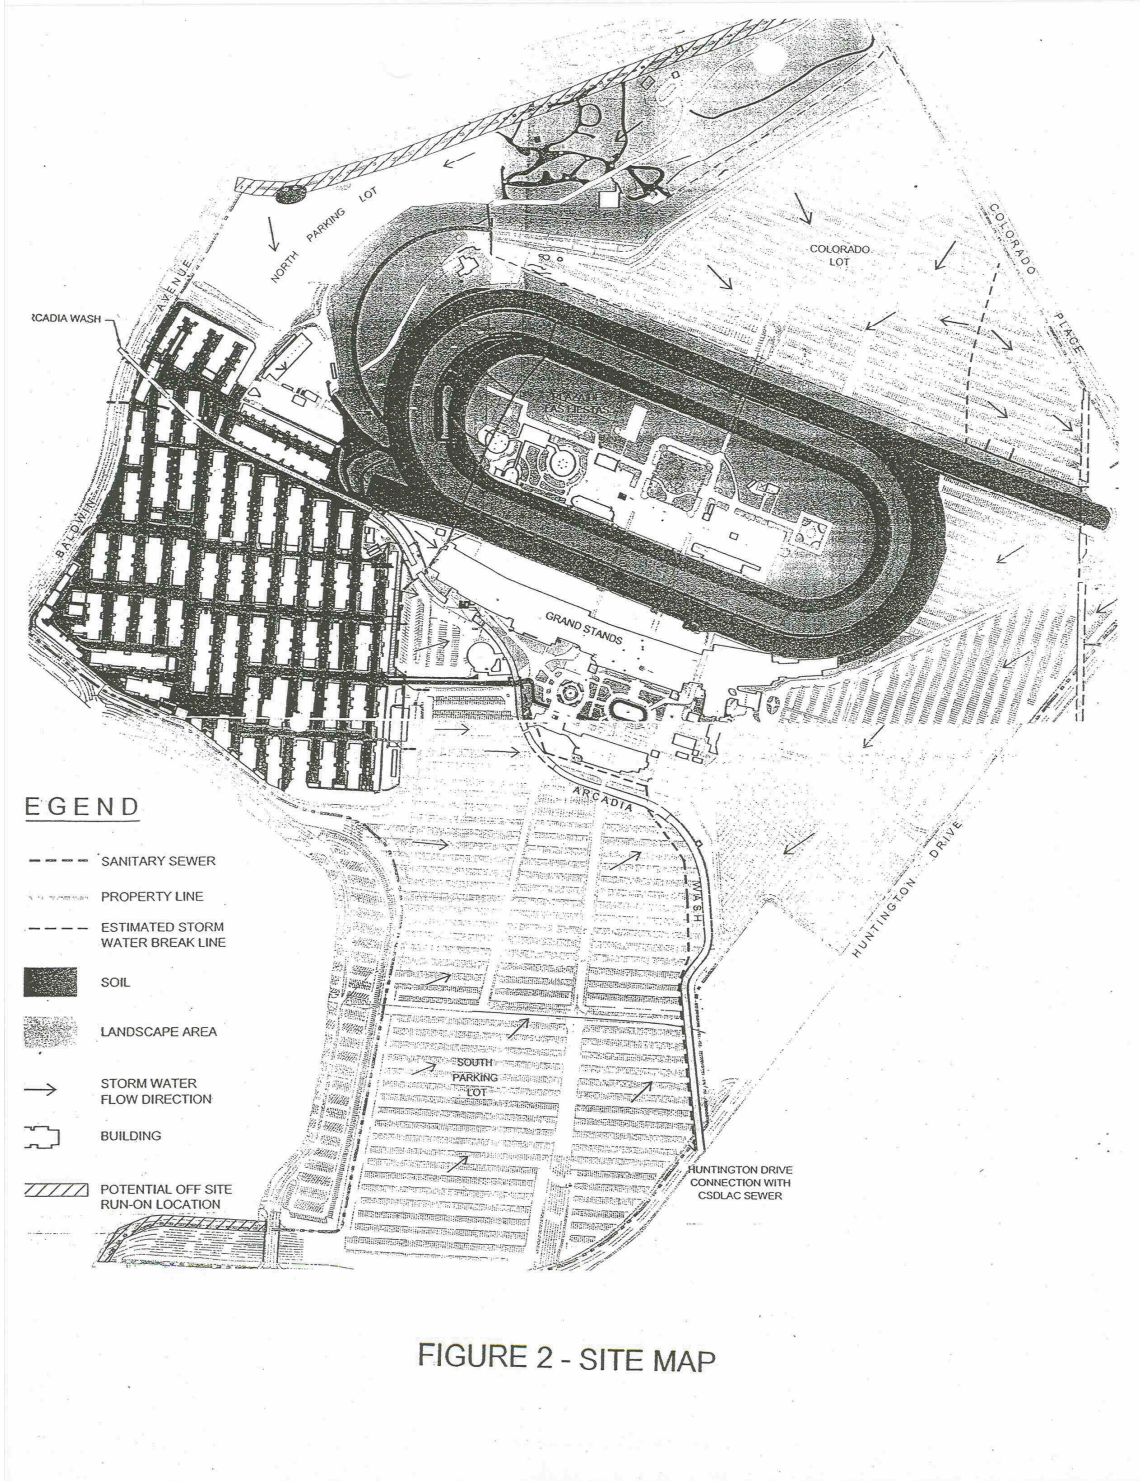 COLORADO
PLACE
NORTH PARKING LOT
COLORADO
LOT
AVENUE
RCADIA WASH
LAS FIESTAS
BALDWIN
GRAND STANDS
ARCADIA
WASH
HUNTINGTON DRIVE
EGEND
SANITARY SEWER
PROPERTY LINE
ESTIMATED STORM
WATER BREAK LINE
SOIL
LANDSCAPE AREA
STORM WATER
FLOW DIRECTION
BUILDING
POTENTIAL OFF SITE
RUN-ON LOCATION
SOUTH
PARKING
LOT
HUNTINGTON DRIVE
CONNECTION WITH
CSDLAC SEWER
FIGURE 2 - SITE MAP